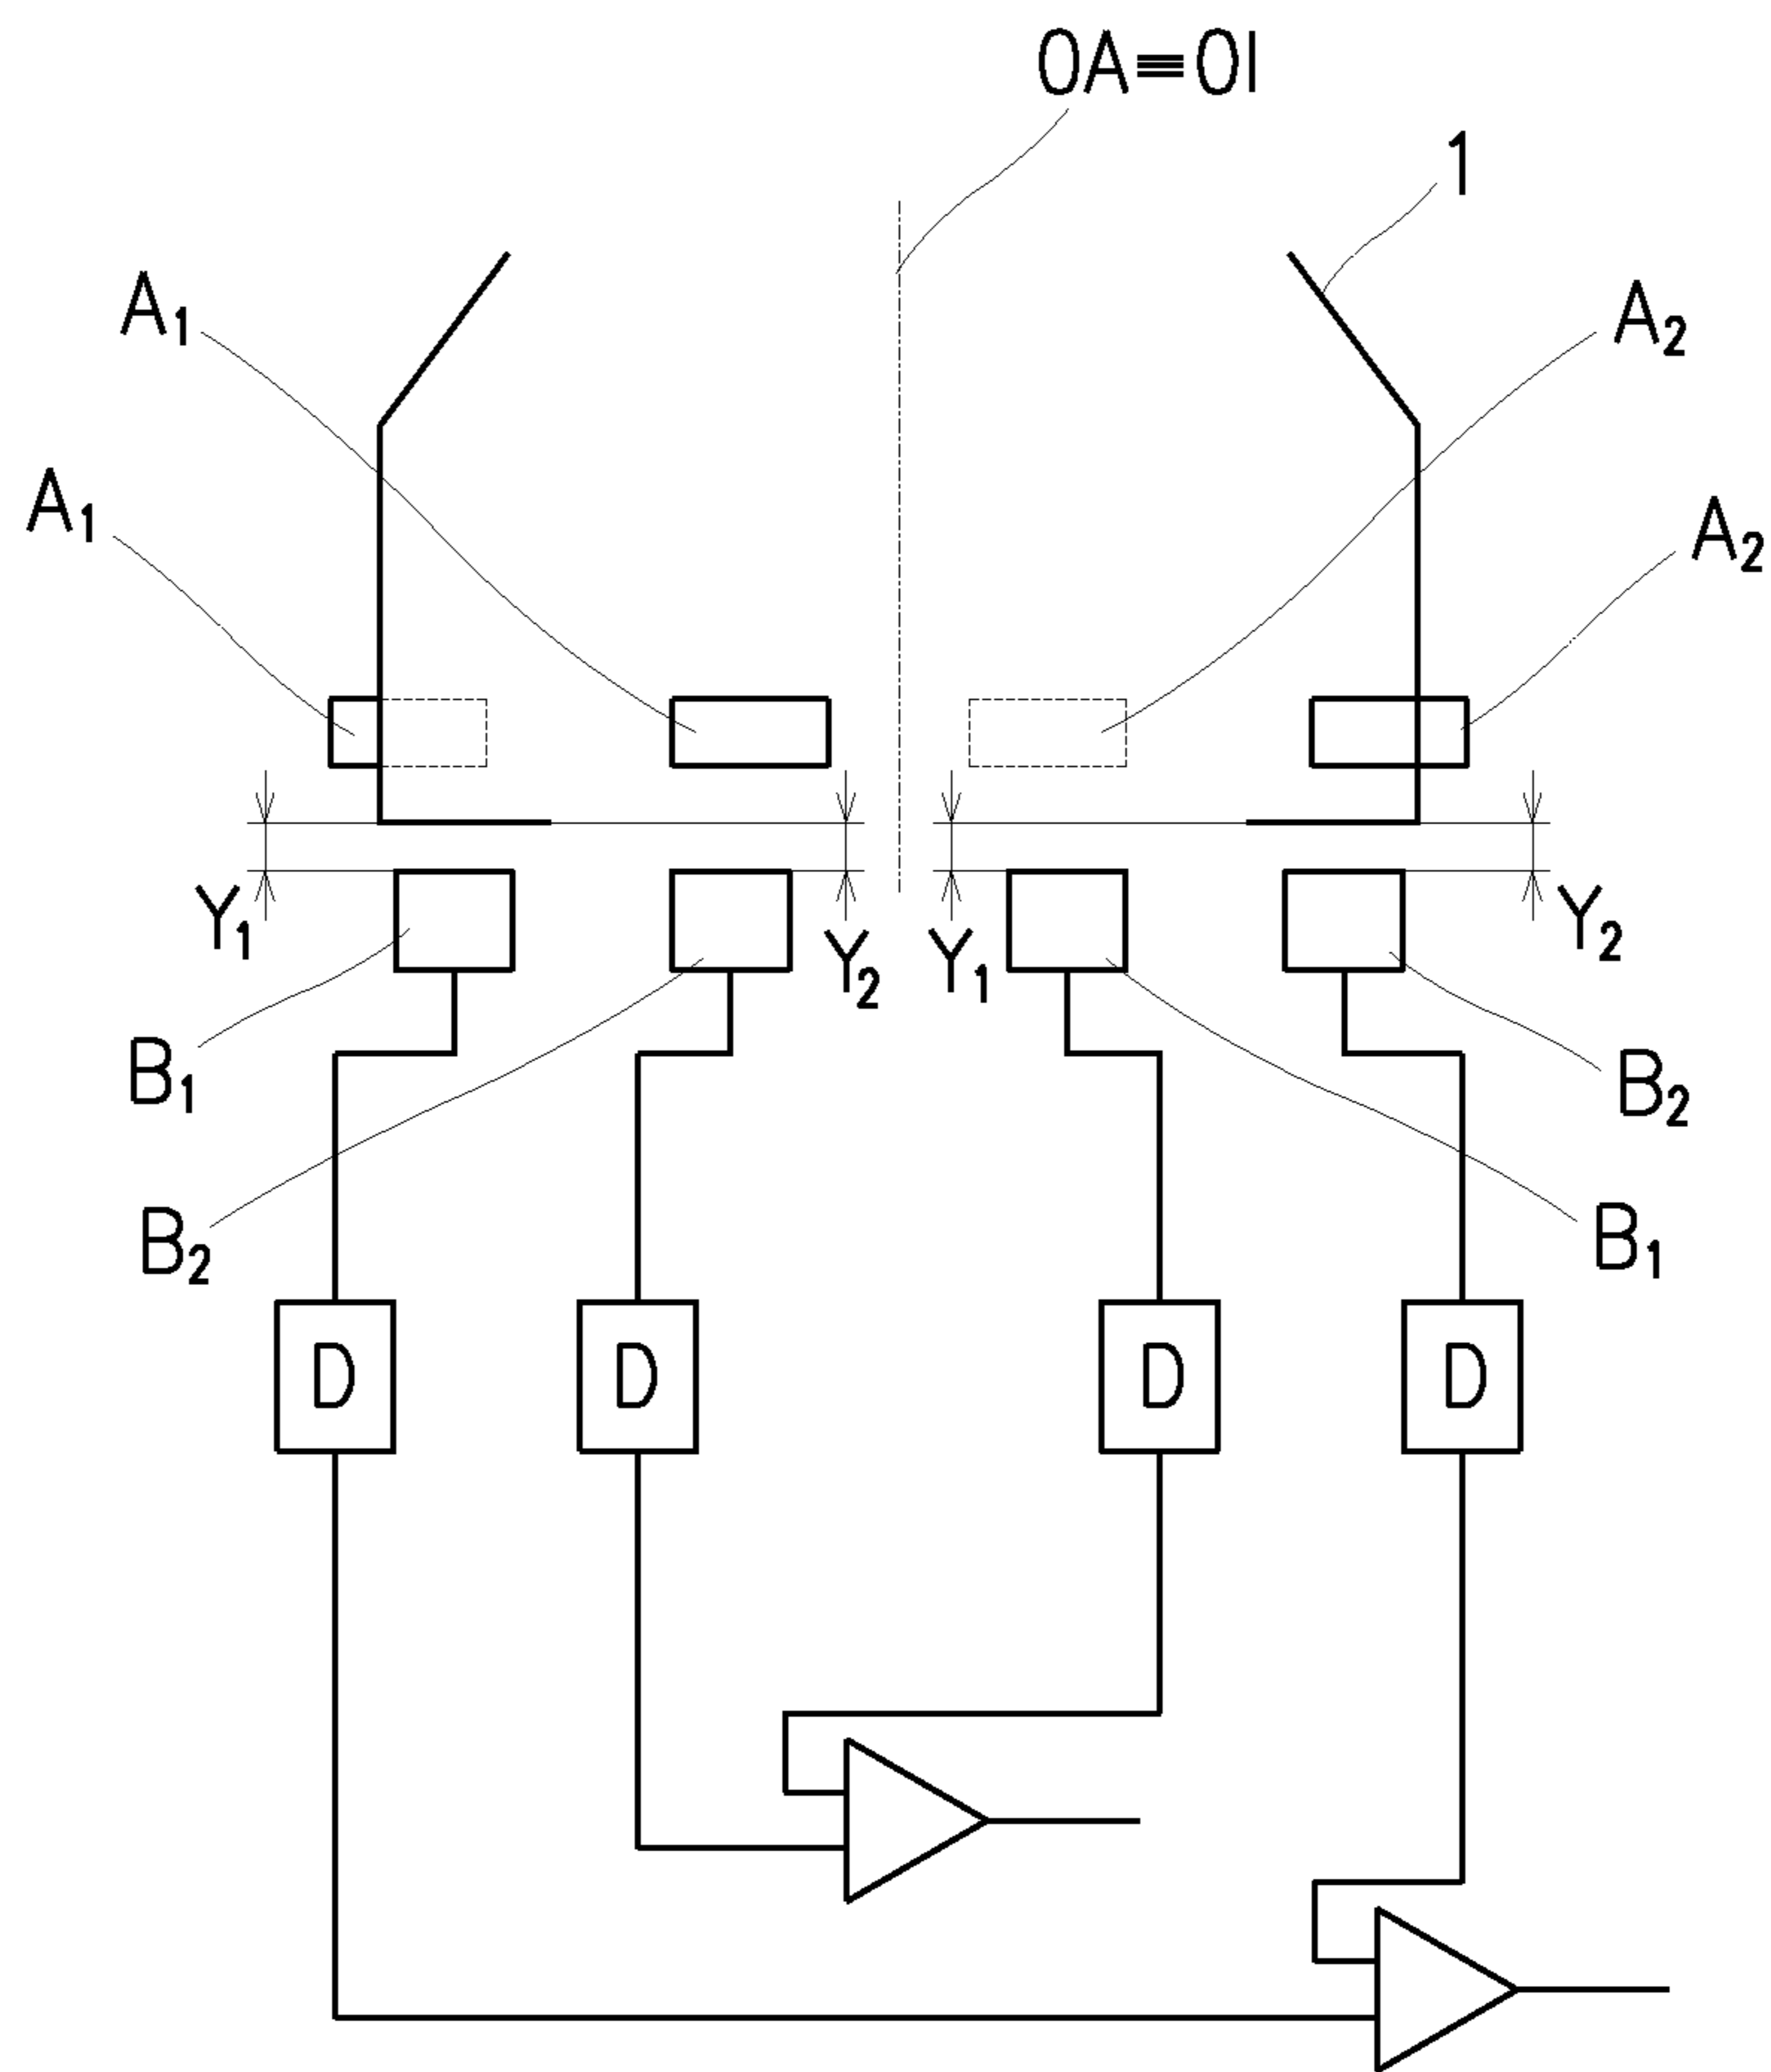 OA≡OI
1
A₁
A₂
A₁
A₂
Y₁
Y₂
Y₁
Y₂
B₁
B₂
B₂
B₁
D
D
D
D